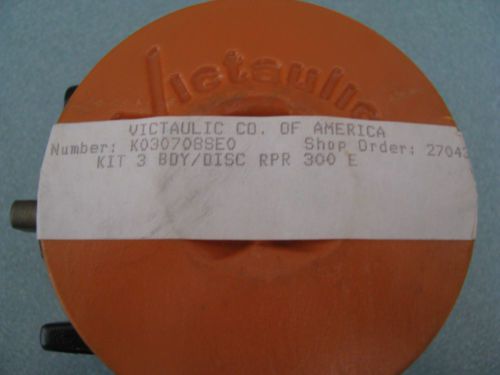 Victaulic
VICTAULIC CO. OF AMERICA
Number: K030708SE0 Shop Order: 27043
KIT 3 BDY/DISC RPR 300 E